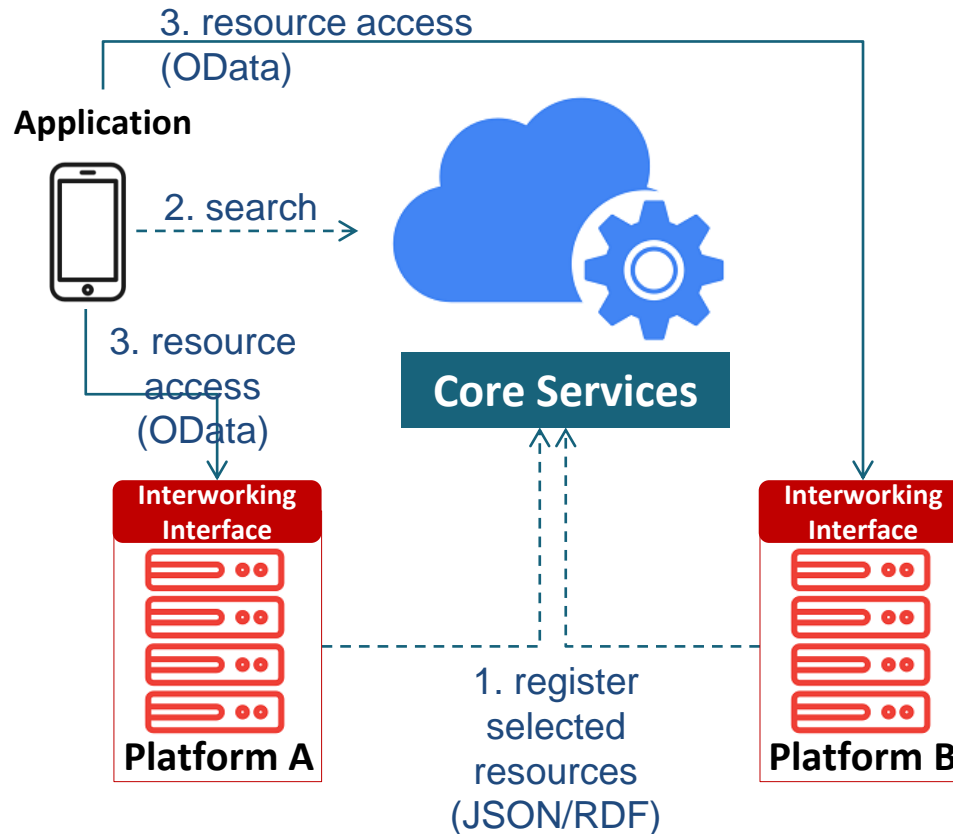 3. resource access
(OData)
Application
2. search
3. resource
access
(OData)
Core Services
Interworking
Interface
Interworking
Interface
Platform A
1. register
selected
resources
(JSON/RDF)
Platform B